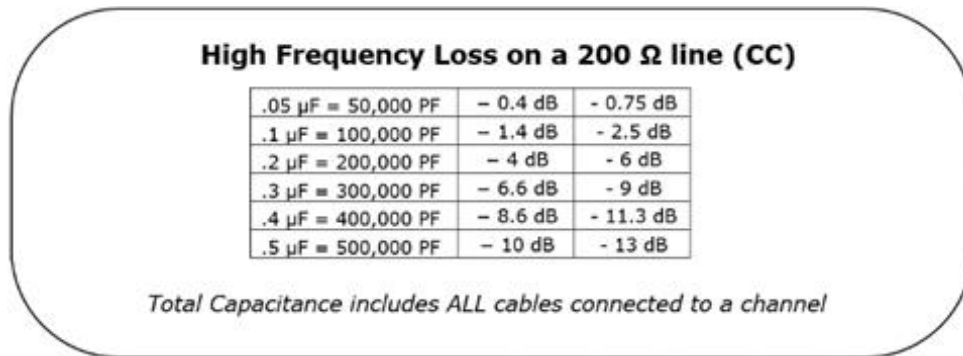 High Frequency Loss on a 200 Ω line (CC)
.05 µF = 50,000 PF – 0.4 dB - 0.75 dB
.1 µF = 100,000 PF – 1.4 dB - 2.5 dB
.2 µF = 200,000 PF – 4 dB - 6 dB
.3 µF = 300,000 PF – 6.6 dB - 9 dB
.4 µF = 400,000 PF – 8.6 dB - 11.3 dB
.5 µF = 500,000 PF – 10 dB - 13 dB
Total Capacitance includes ALL cables connected to a channel